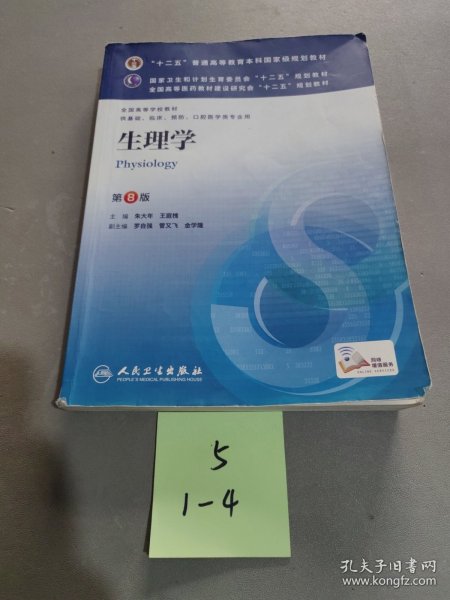 "十二五"普通高等教育本科国家级规划教材
国家卫生和计划生育委员会"十二五"规划教材
全国高等医药教材建设研究会"十二五"规划教材
全国高等学校教材
供基础、临床、预防、口腔医学类专业用
生理学
Physiology
第8版
主 编 朱大年 王庭槐
副主编 罗自强 管又飞 金学隆
人民卫生出版社
PEOPLE'S MEDICAL PUBLISHING HOUSE
网络
增值服务
ONLINE SERVICES
5
1-4
孔夫子旧书网
www.kongfz.com